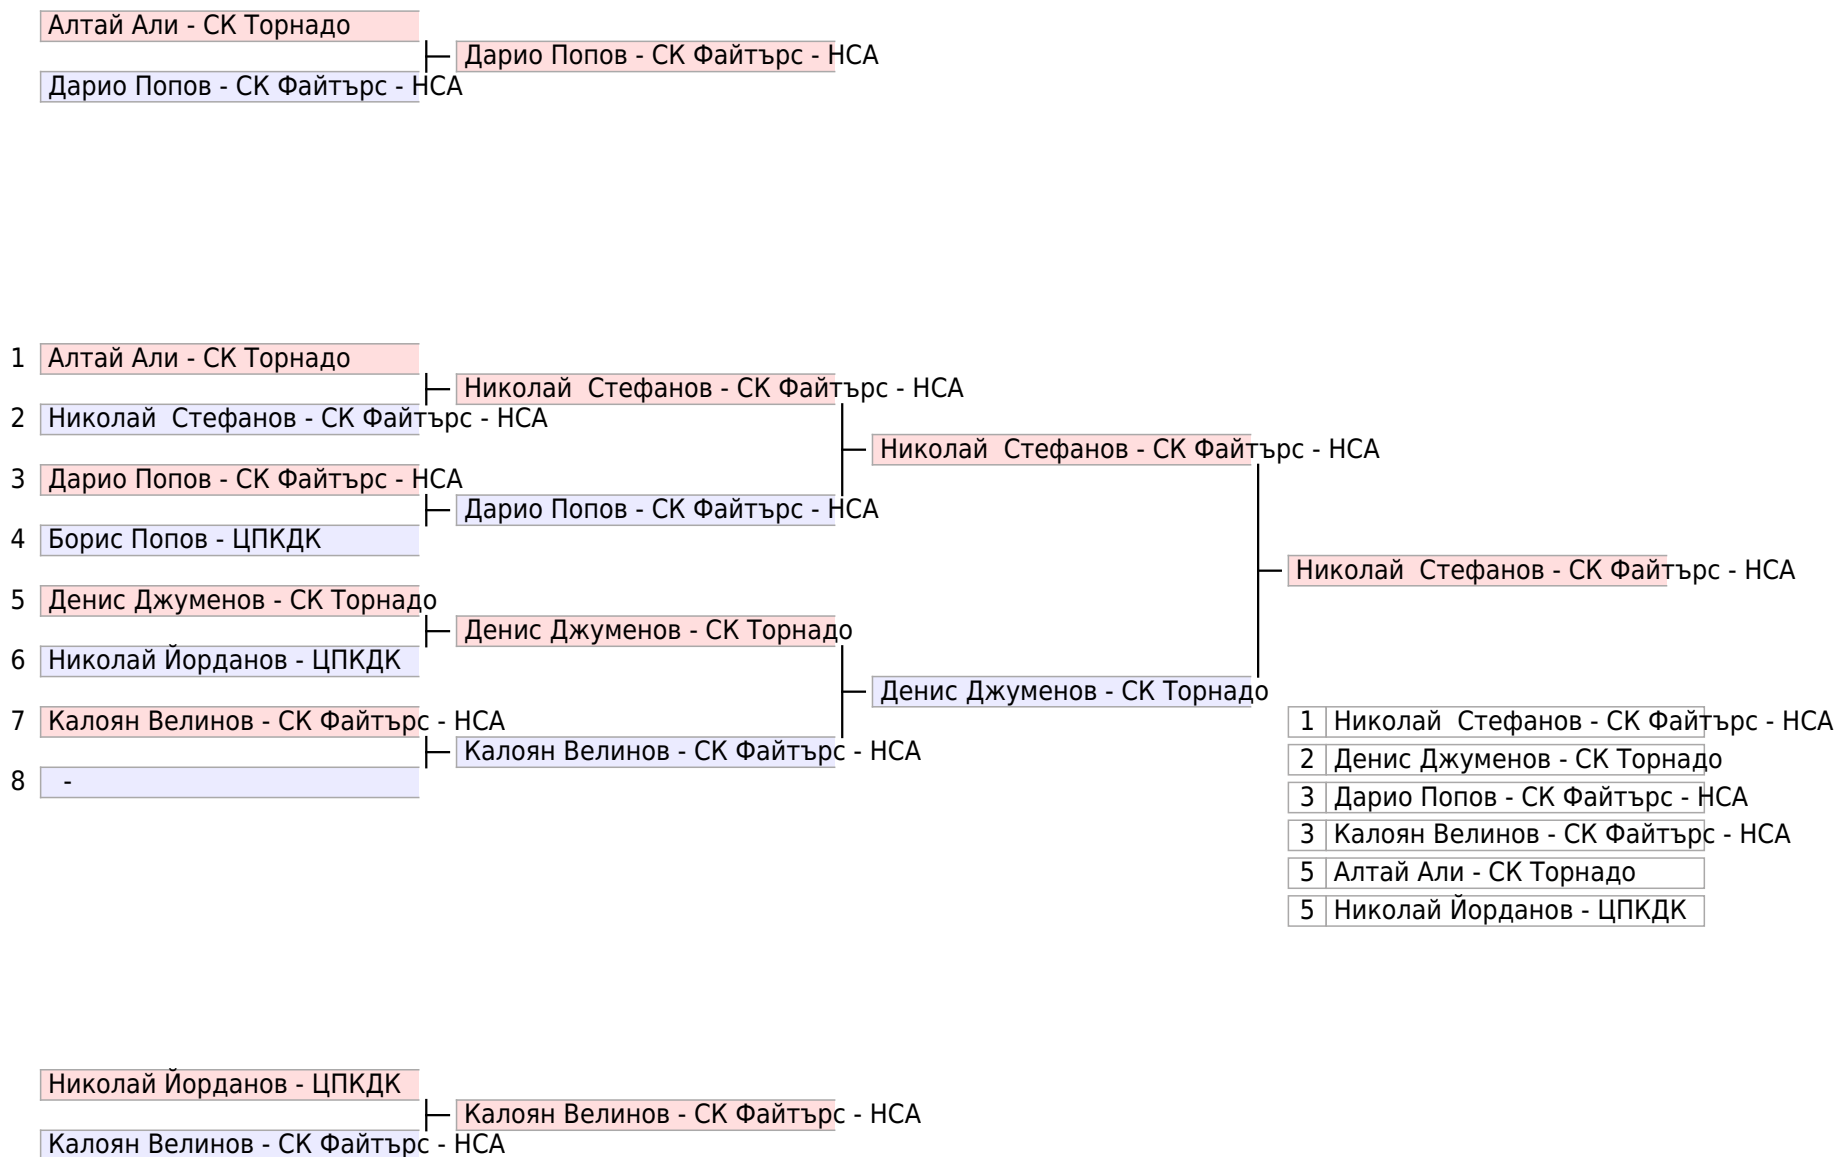 Алтай Али - СК Торнадо
Дарио Попов - СК Файтърс - НСА
Дарио Попов - СК Файтърс - НСА
1 Алтай Али - СК Торнадо
Николай  Стефанов - СК Файтърс - НСА
2 Николай  Стефанов - СК Файтърс - НСА
Николай  Стефанов - СК Файтърс - НСА
3 Дарио Попов - СК Файтърс - НСА
Дарио Попов - СК Файтърс - НСА
4 Борис Попов - ЦПКДК
Николай  Стефанов - СК Файтърс - НСА
5 Денис Джуменов - СК Торнадо
Денис Джуменов - СК Торнадо
6 Николай Йорданов - ЦПКДК
Денис Джуменов - СК Торнадо
7 Калоян Велинов - СК Файтърс - НСА
Калоян Велинов - СК Файтърс - НСА
8 -
1 Николай  Стефанов - СК Файтърс - НСА
2 Денис Джуменов - СК Торнадо
3 Дарио Попов - СК Файтърс - НСА
3 Калоян Велинов - СК Файтърс - НСА
5 Алтай Али - СК Торнадо
5 Николай Йорданов - ЦПКДК
Николай Йорданов - ЦПКДК
Калоян Велинов - СК Файтърс - НСА
Калоян Велинов - СК Файтърс - НСА